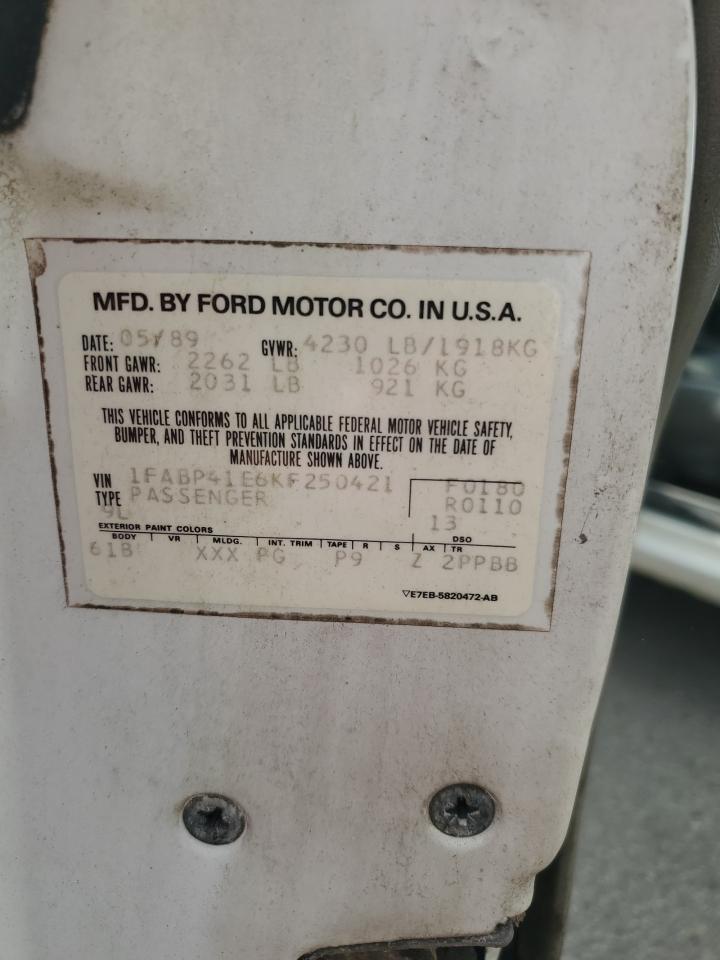 MFD. BY FORD MOTOR CO. IN U.S.A.
DATE: 05/89 GVWR: 4230 LB/1918KG
FRONT GAWR: 2262 LB 1026 KG
REAR GAWR: 2031 LB 921 KG
THIS VEHICLE CONFORMS TO ALL APPLICABLE FEDERAL MOTOR VEHICLE SAFETY,
BUMPER, AND THEFT PREVENTION STANDARDS IN EFFECT ON THE DATE OF
MANUFACTURE SHOWN ABOVE.
VIN 1FABP41E6KF250421 F0180
TYPE PASSENGER R0110
9L 13
EXTERIOR PAINT COLORS DSO
BODY VR MLDG. INT. TRIM TAPE R S AX TR
61B XXX PG P9 Z 2PPBB
▽E7EB-5820472-AB